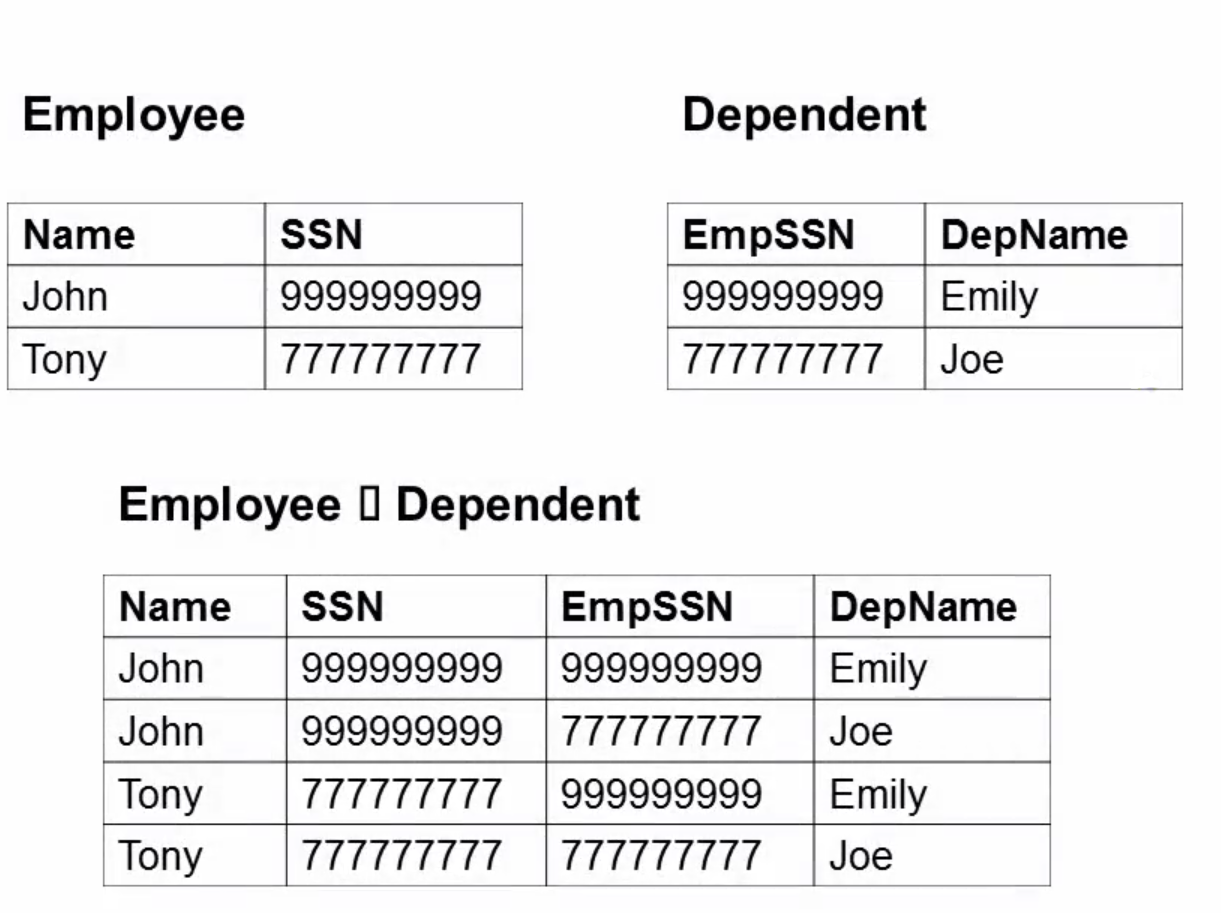 Employee
Dependent
Name SSN
John 999999999
Tony 777777777
EmpSSN DepName
999999999 Emily
777777777 Joe
Employee ▯ Dependent
Name SSN EmpSSN DepName
John 999999999 999999999 Emily
John 999999999 777777777 Joe
Tony 777777777 999999999 Emily
Tony 777777777 777777777 Joe